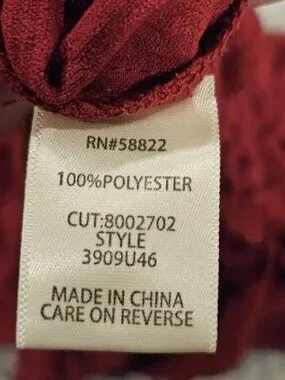 RN#58822
100%POLYESTER
CUT:8002702
STYLE
3909U46
MADE IN CHINA
CARE ON REVERSE